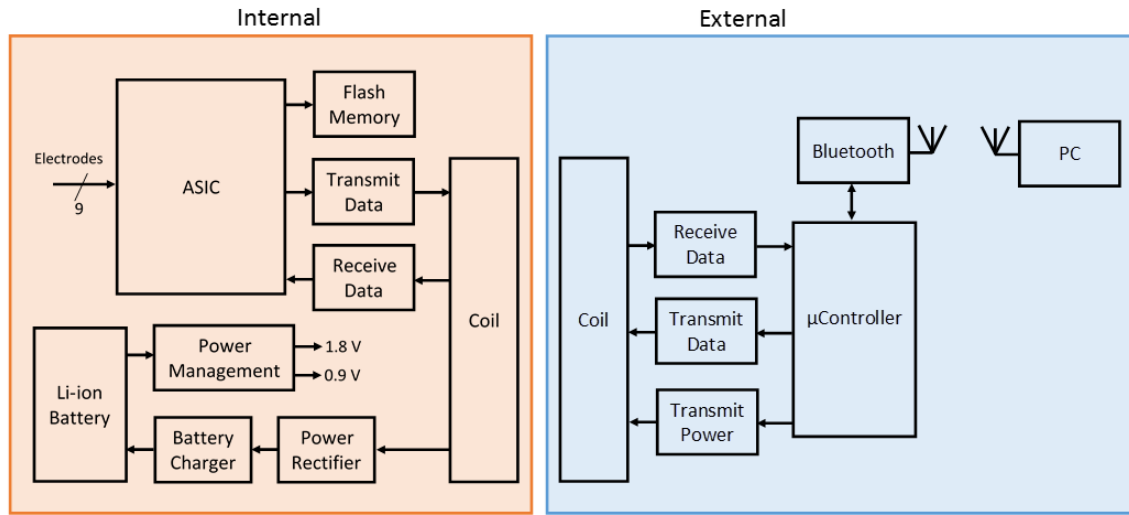 Internal
External
Flash
Memory
Electrodes
9
ASIC
Transmit
Data
Receive
Data
Coil
Power
Management
1.8 V
0.9 V
Li-ion
Battery
Battery
Charger
Power
Rectifier
Bluetooth
PC
Coil
Receive
Data
Transmit
Data
Transmit
Power
µController